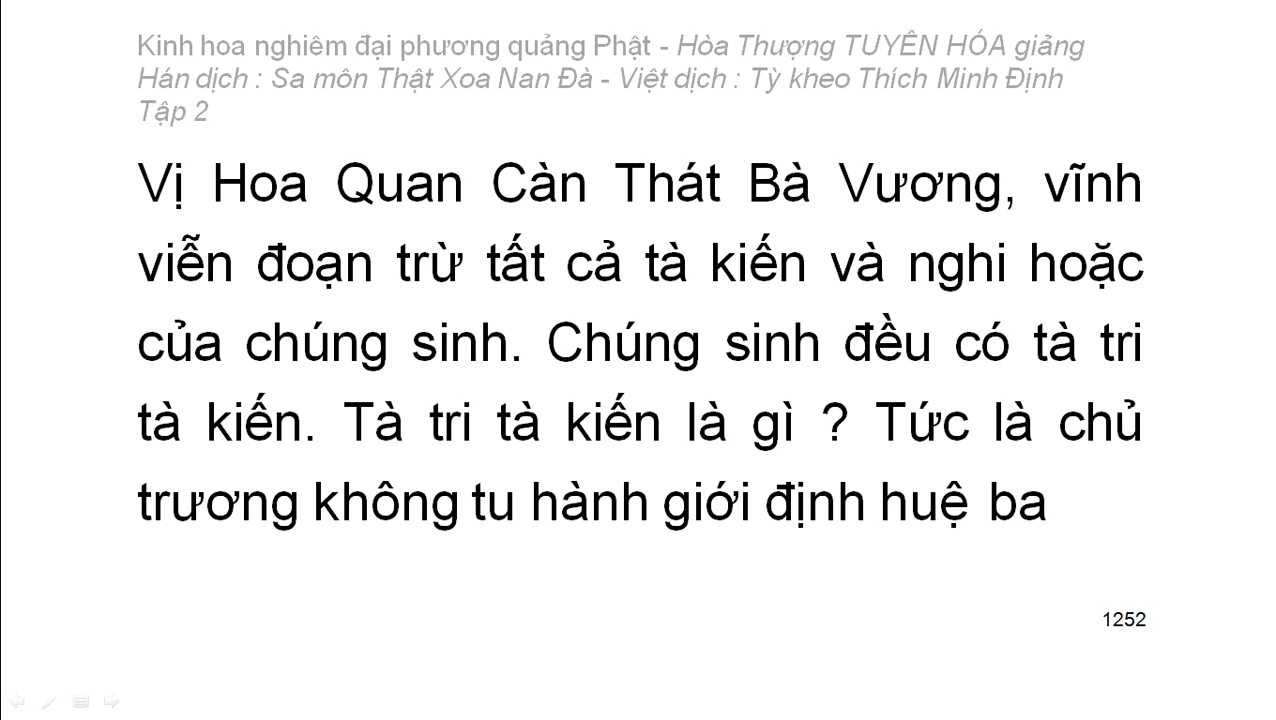 Kinh hoa nghiêm đại phương quảng Phật - Hòa Thượng TUYÊN HÓA giảng
Hán dịch : Sa môn Thật Xoa Nan Đà - Việt dịch : Tỳ kheo Thích Minh Định
Tập 2
Vị Hoa Quan Càn Thát Bà Vương, vĩnh
viễn đoạn trừ tất cả tà kiến và nghi hoặc
của chúng sinh. Chúng sinh đều có tà tri
tà kiến. Tà tri tà kiến là gì ? Tức là chủ
trương không tu hành giới định huệ ba
1252